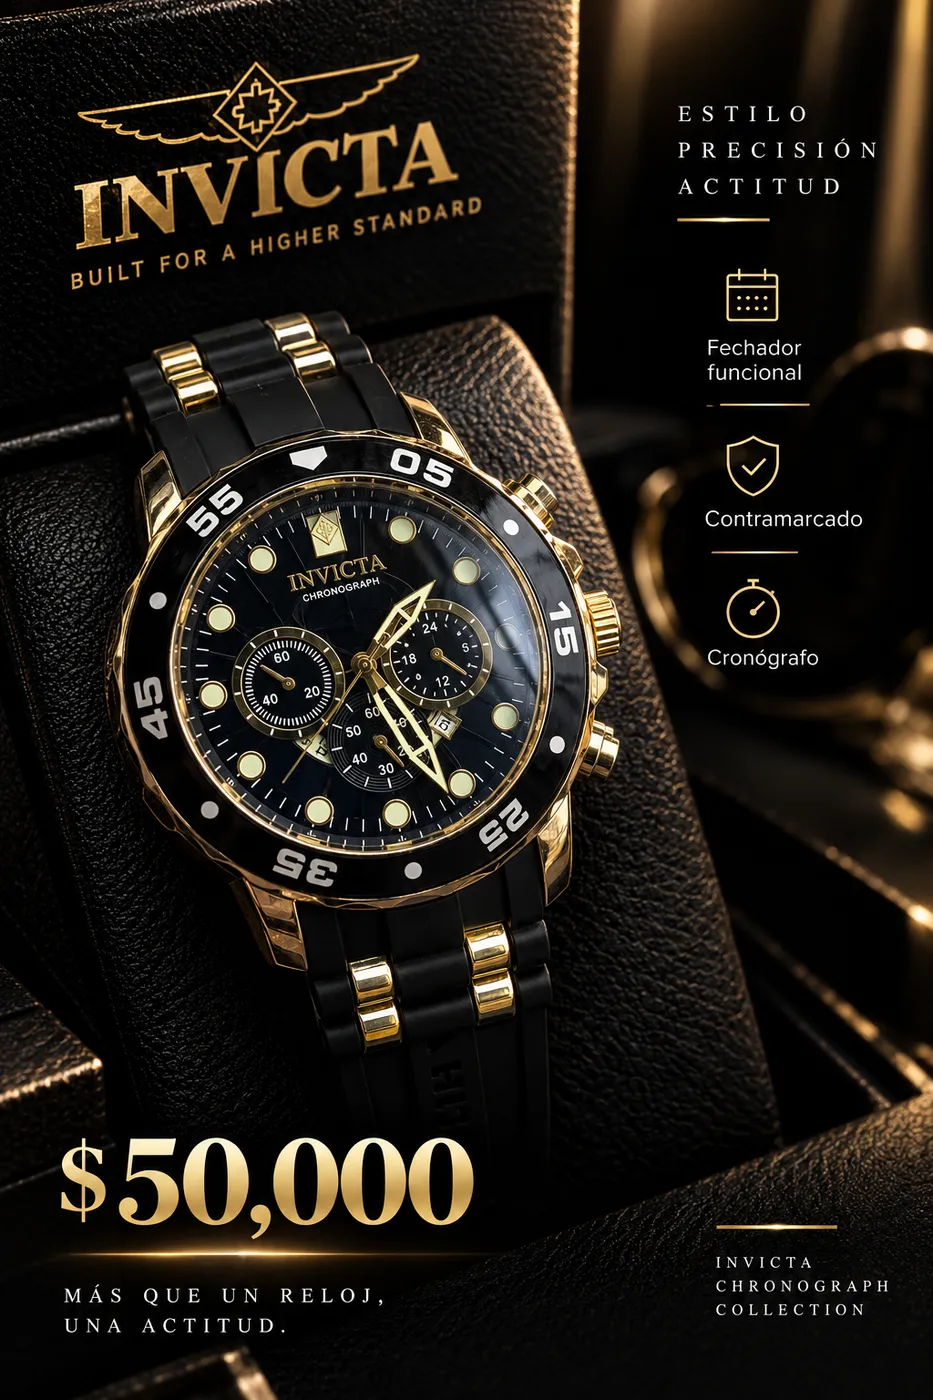 INVICTA
BUILT FOR A HIGHER STANDARD
ESTILO
PRECISIÓN
ACTITUD
Fechador
funcional
Contramarcado
Cronógrafo
05
15
25
35
45
55
INVICTA
CHRONOGRAPH
60
20
40
24
18
12
60
50
40
30
$50,000
MÁS QUE UN RELOJ,
UNA ACTITUD.
INVICTA
CHRONOGRAPH
COLLECTION